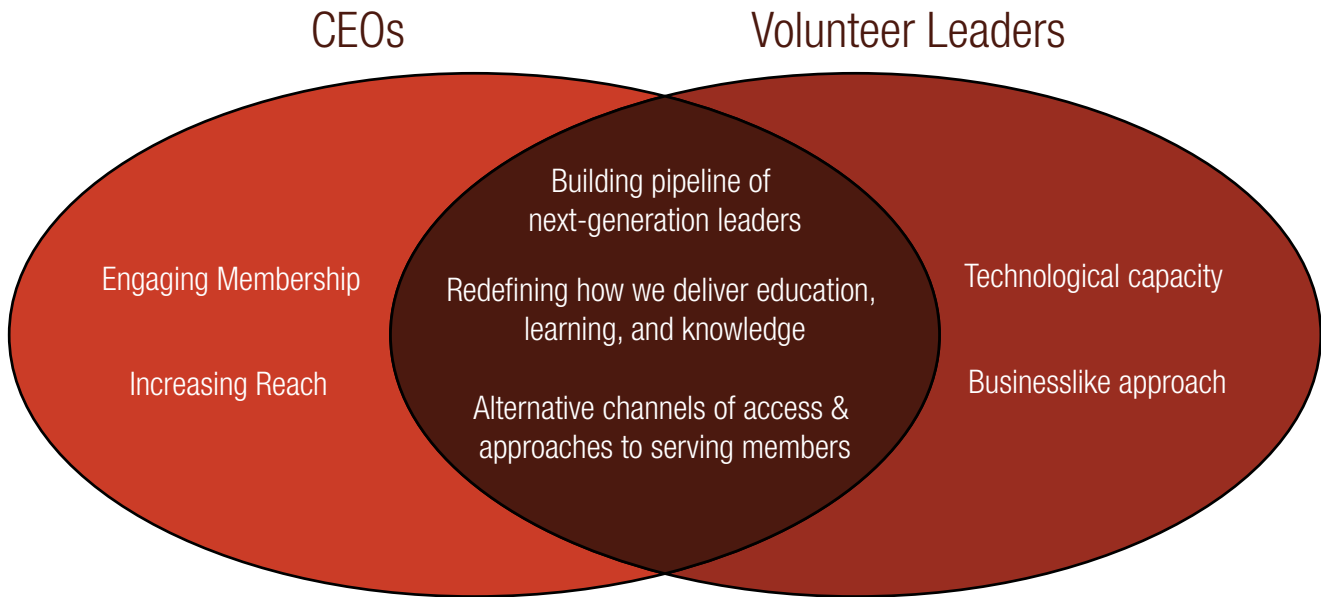 CEOs
Volunteer Leaders
Engaging Membership
Increasing Reach
Building pipeline of
next-generation leaders
Redefining how we deliver education,
learning, and knowledge
Alternative channels of access &
approaches to serving members
Technological capacity
Businesslike approach